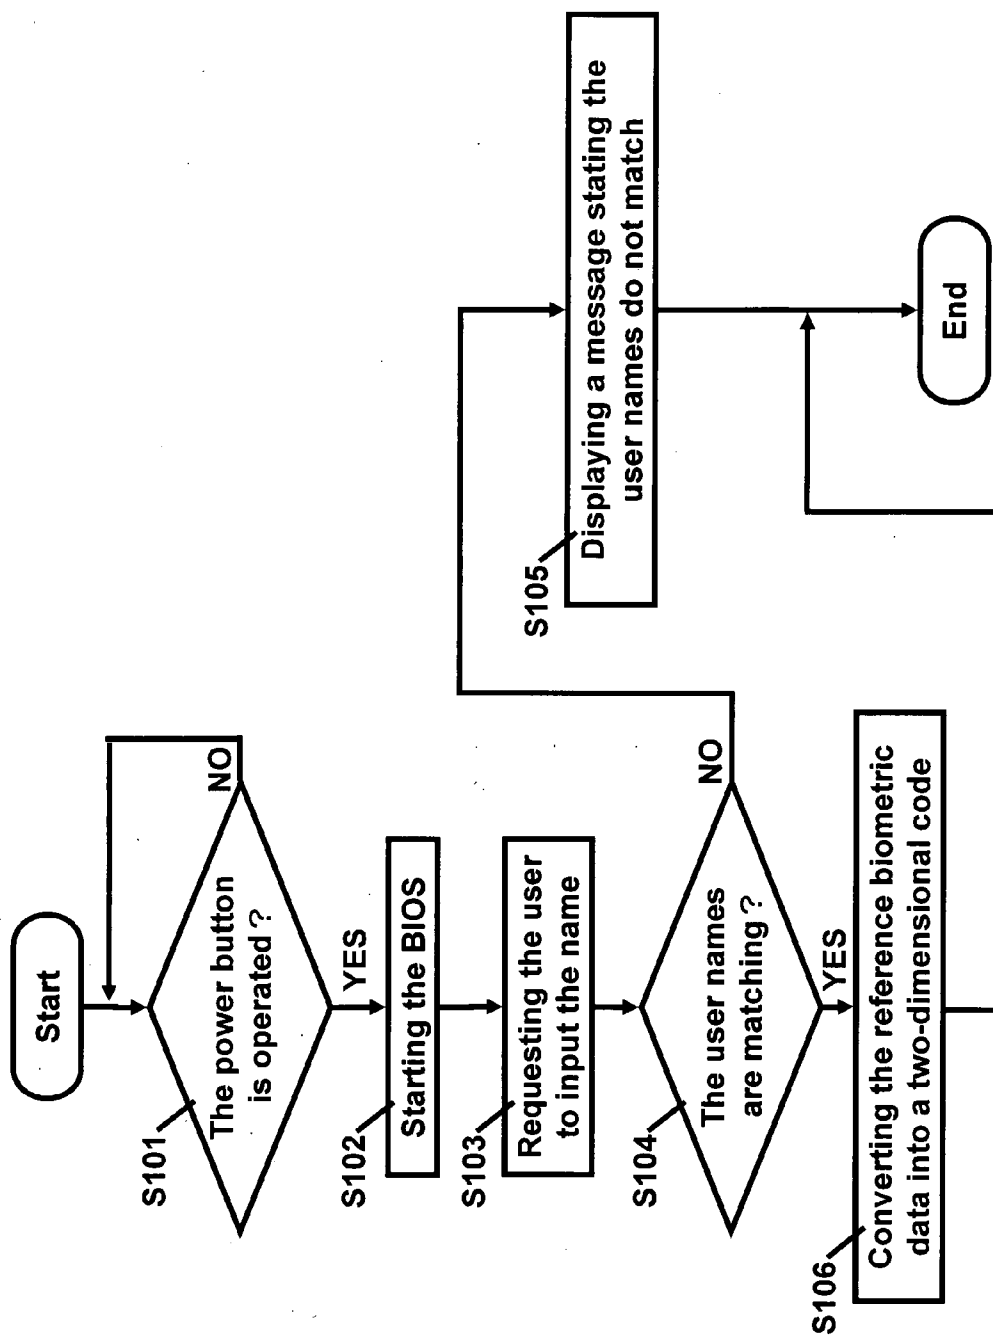 Start
S101
The power button
is operated ?
NO
YES
S102
Starting the BIOS
S103
Requesting the user
to input the name
S104
The user names
are matching ?
NO
YES
S105
Displaying a message stating the
user names do not match
S106
Converting the reference biometric
data into a two-dimensional code
End